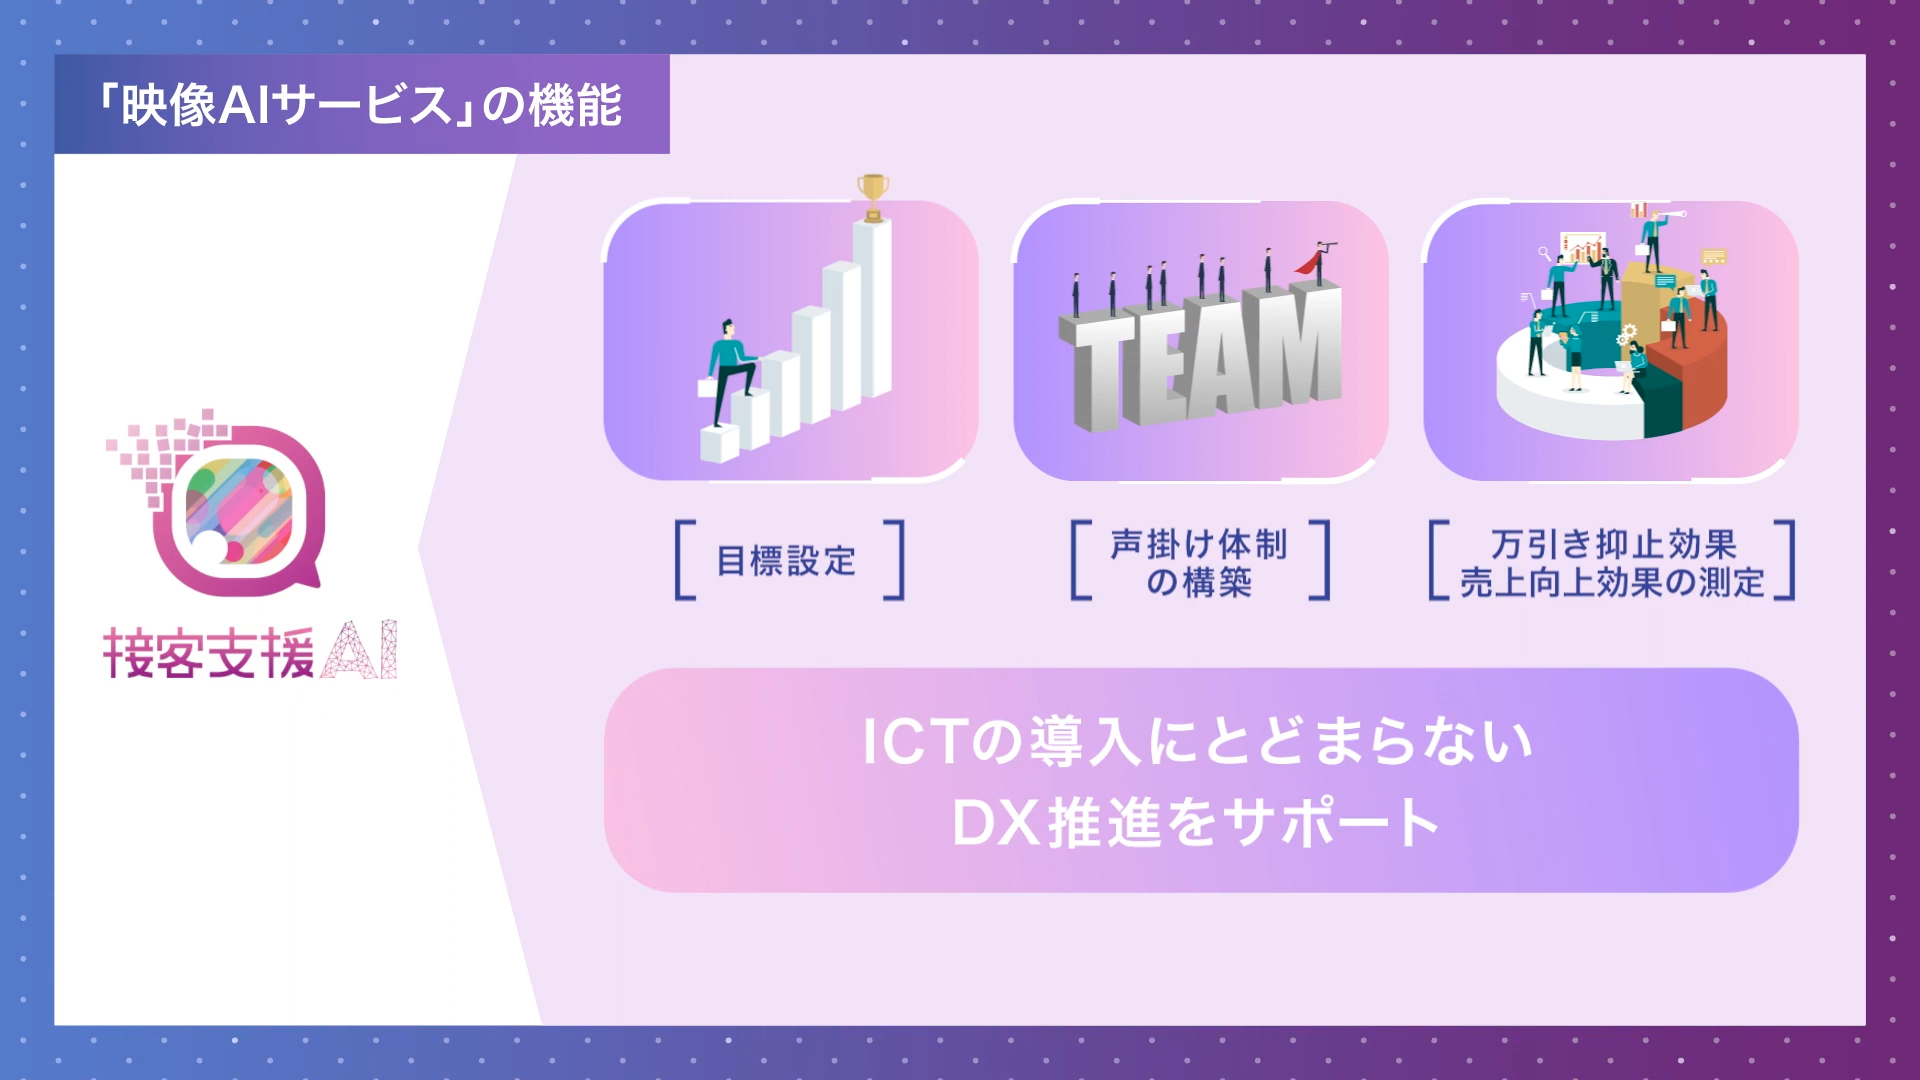 「映像AIサービス」の機能
接客支援AI
TEAM
目標設定
声掛け体制
の構築
万引き抑止効果
売上向上効果の測定
ICTの導入にとどまらない
DX推進をサポート